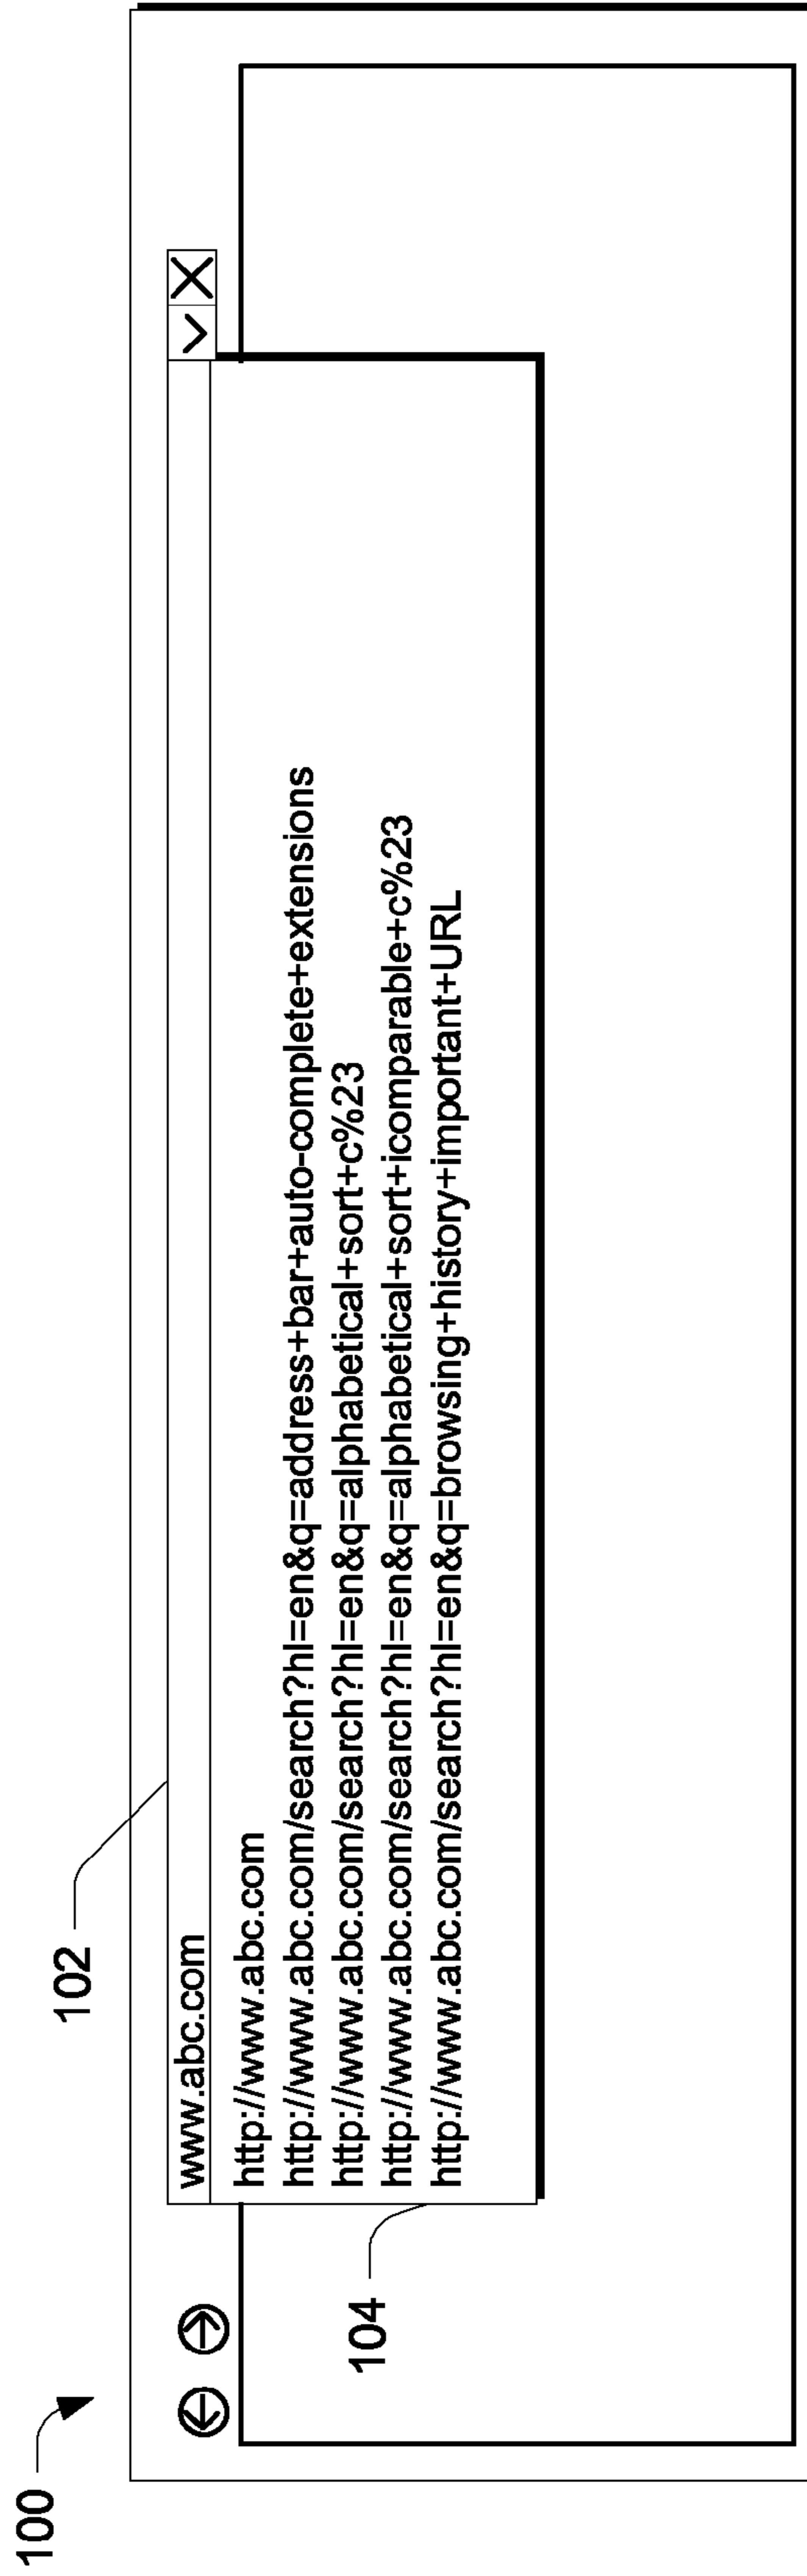 100
102
www.abc.com
http://www.abc.com
http://www.abc.com/search?hl=en&q=address+bar+auto-complete+extensions
http://www.abc.com/search?hl=en&q=alphabetical+sort+c%23
http://www.abc.com/search?hl=en&q=alphabetical+sort+icomparable+c%23
http://www.abc.com/search?hl=en&q=browsing+history+important+URL
104